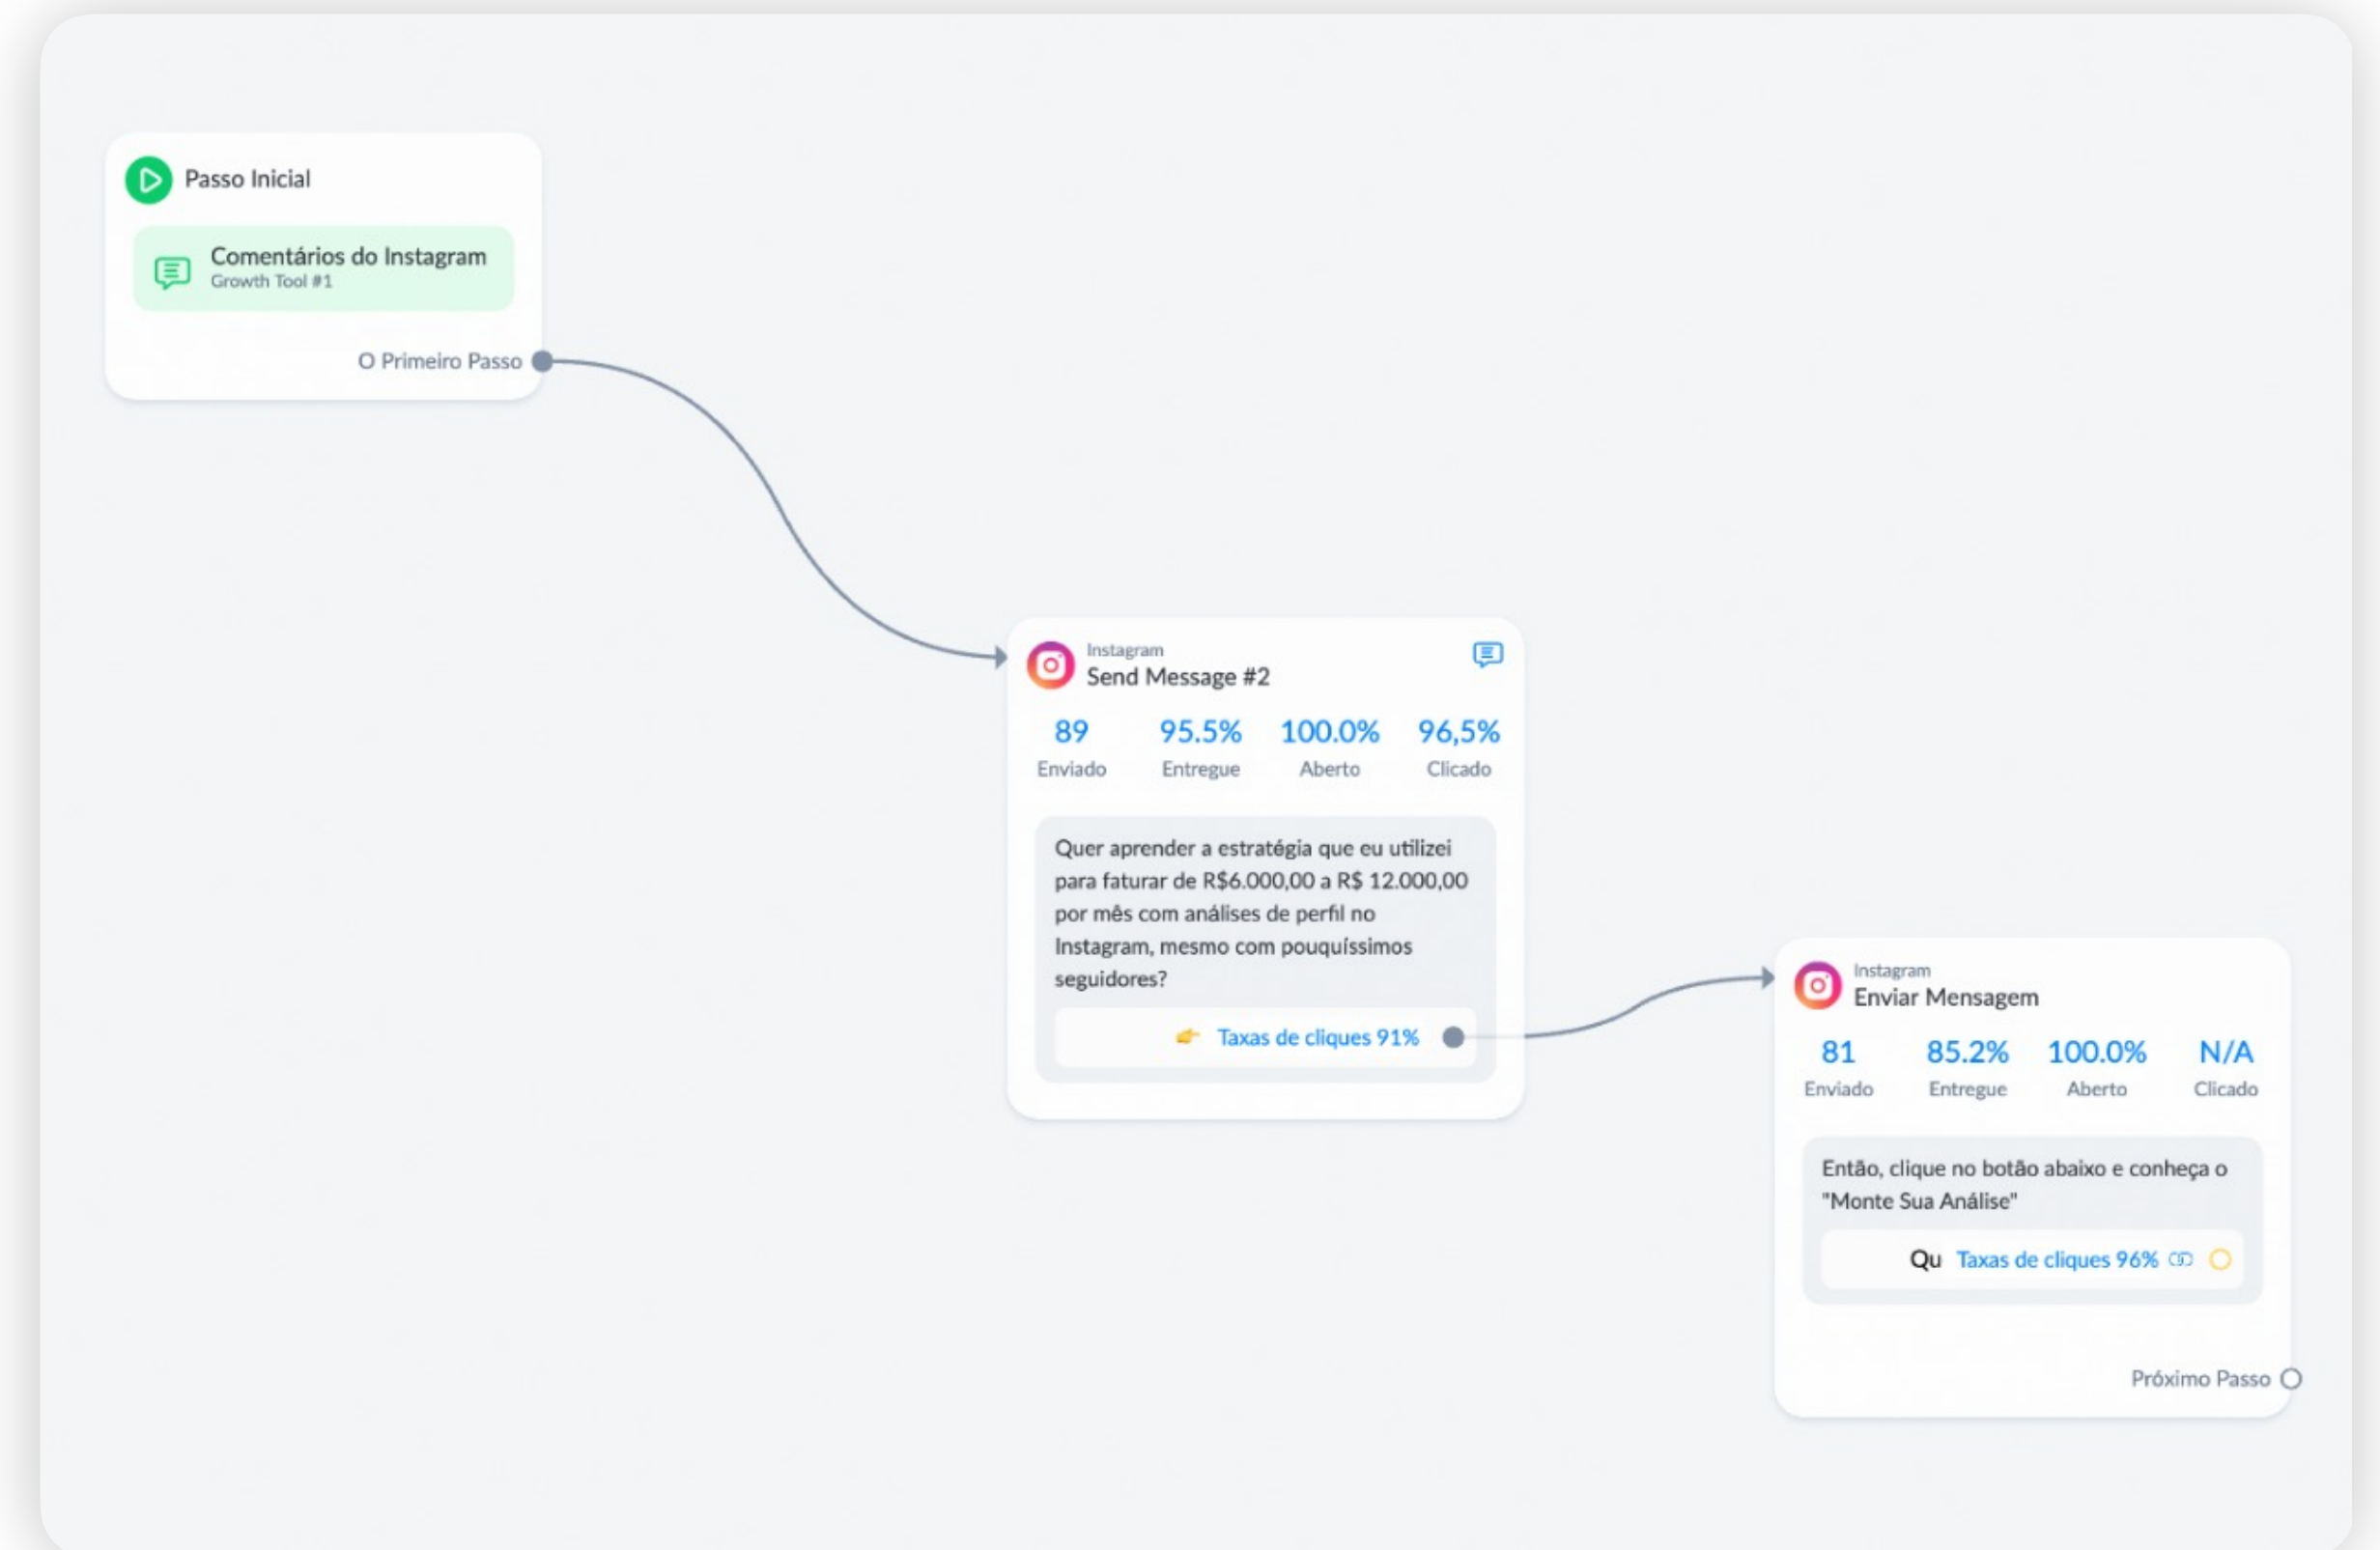 Passo Inicial
Comentários do Instagram
Growth Tool #1
O Primeiro Passo
Instagram
Send Message #2
89 95.5% 100.0% 96,5%
Enviado Entregue Aberto Clicado
Quer aprender a estratégia que eu utilizei
para faturar de R$6.000,00 a R$ 12.000,00
por mês com análises de perfil no
Instagram, mesmo com pouquíssimos
seguidores?
👉 Taxas de cliques 91%
Instagram
Enviar Mensagem
81 85.2% 100.0% N/A
Enviado Entregue Aberto Clicado
Então, clique no botão abaixo e conheça o
"Monte Sua Análise"
Qu Taxas de cliques 96%
Próximo Passo